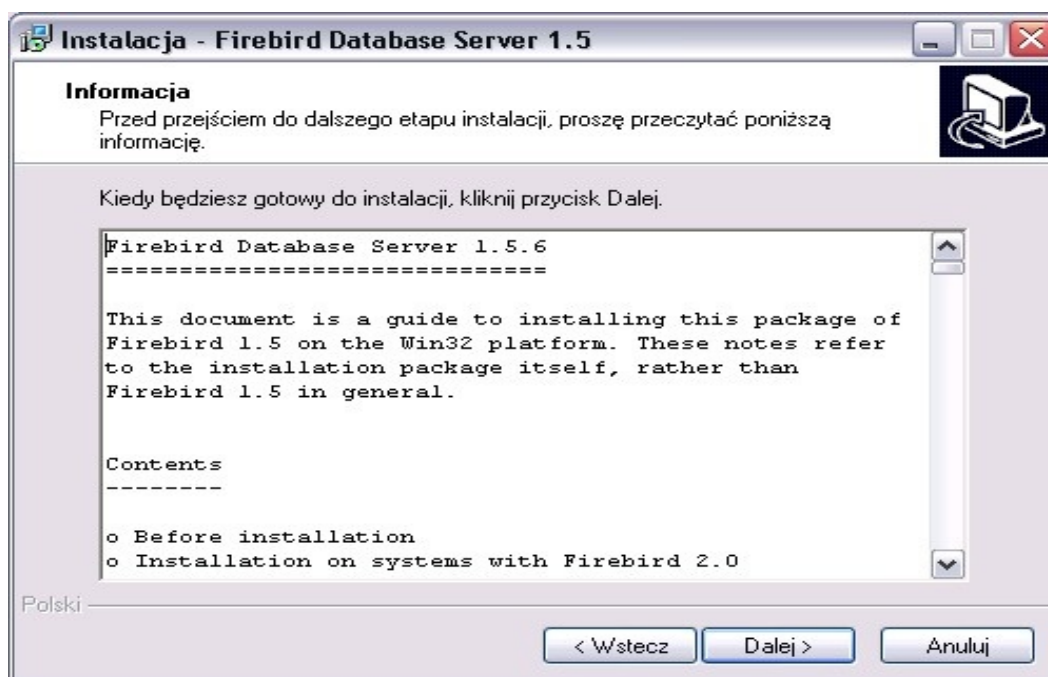 Instalacja - Firebird Database Server 1.5
Informacja
Przed przejściem do dalszego etapu instalacji, proszę przeczytać poniższą
informację.
Kiedy będziesz gotowy do instalacji, kliknij przycisk Dalej.
Firebird Database Server 1.5.6
==============================
This document is a guide to installing this package of
Firebird 1.5 on the Win32 platform. These notes refer
to the installation package itself, rather than
Firebird 1.5 in general.
Contents
--------
o Before installation
o Installation on systems with Firebird 2.0
Polski
< Wstecz
Dalej >
Anuluj